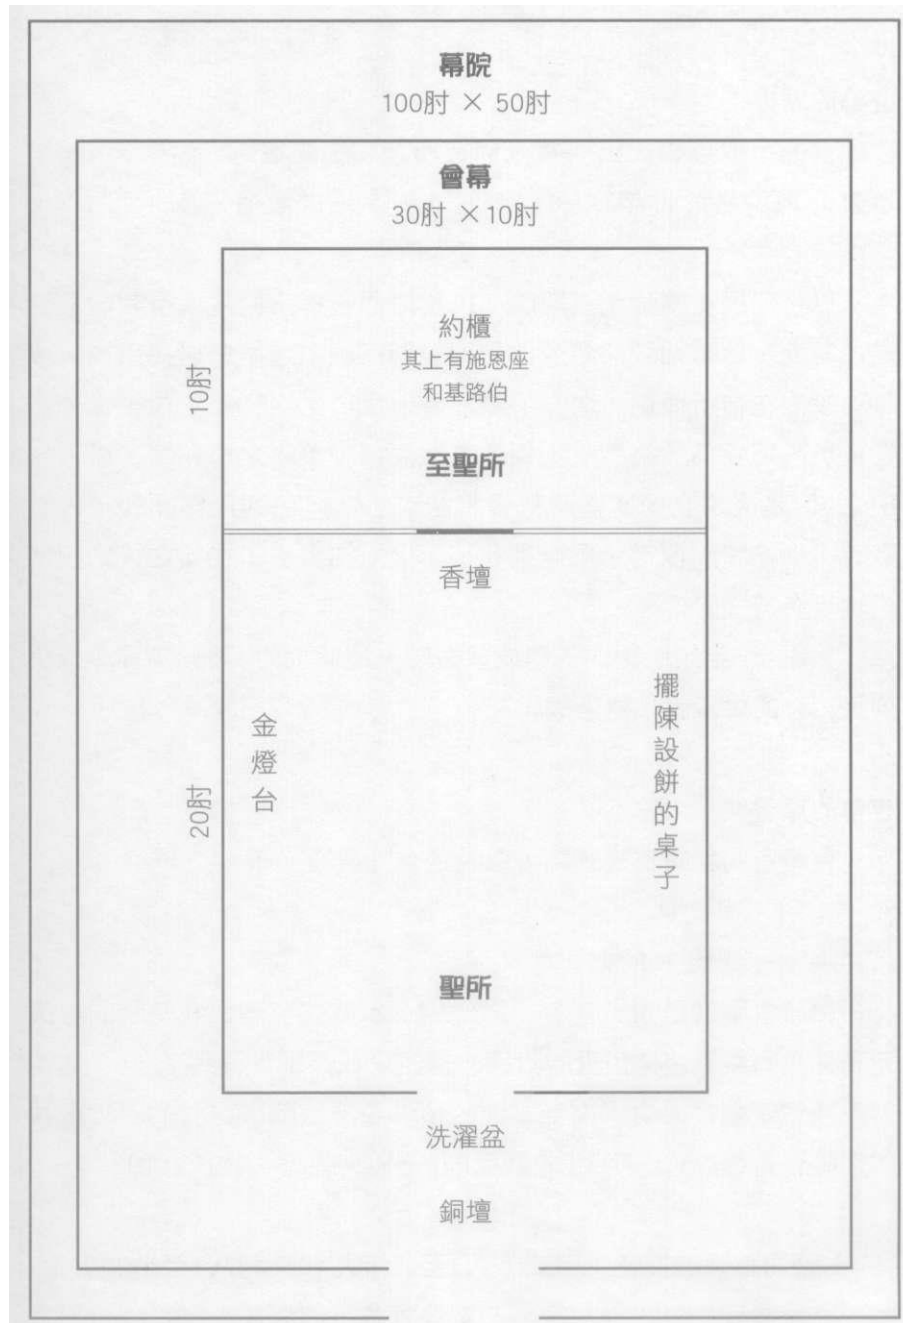 幕院
100肘 × 50肘
會幕
30肘 ×10肘
約櫃
其上有施恩座
和基路伯
10肘
至聖所
香壇
金燈台
擺陳設餅的桌子
20肘
聖所
洗濯盆
銅壇